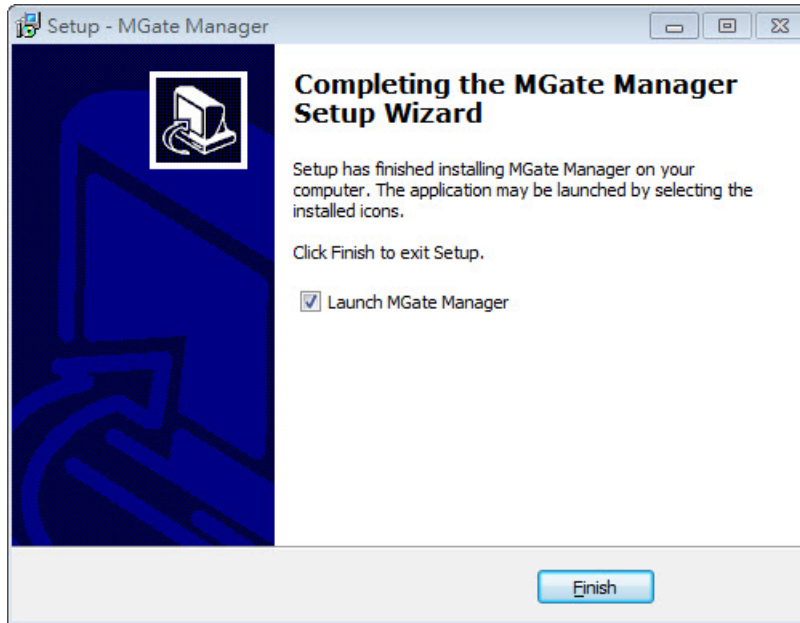 Setup - MGate Manager
Completing the MGate Manager
Setup Wizard
Setup has finished installing MGate Manager on your
computer. The application may be launched by selecting the
installed icons.
Click Finish to exit Setup.
Launch MGate Manager
Finish